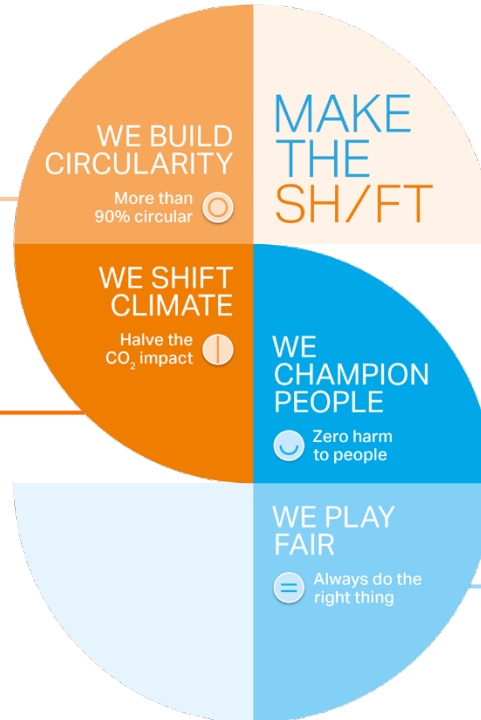 MAKE
THE
SH/FT
WE BUILD
CIRCULARITY
More than
90% circular
WE SHIFT
CLIMATE
Halve the
CO₂ impact
WE
CHAMPION
PEOPLE
Zero harm
to people
WE PLAY
FAIR
Always do the
right thing